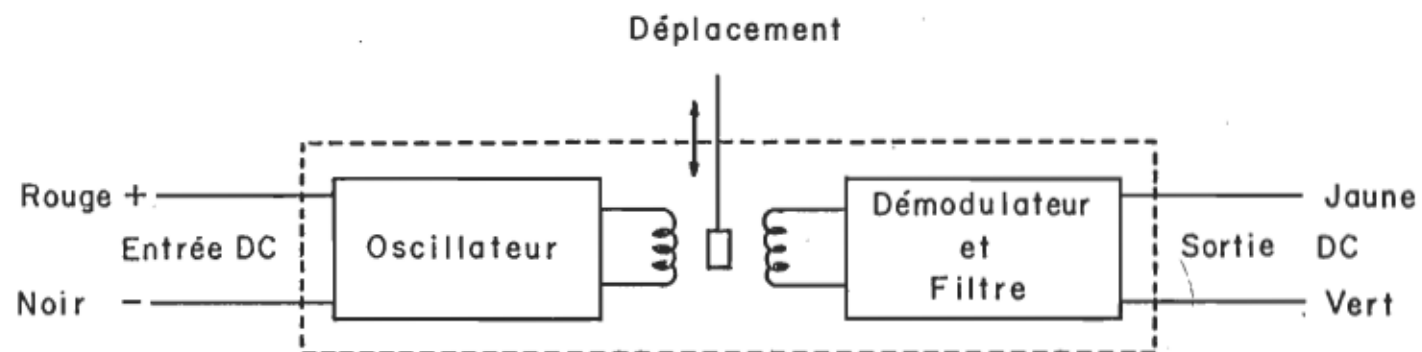 Déplacement
Rouge +
Entrée DC
Noir -
Oscillateur
Démodulateur
et
Filtre
Jaune
Sortie DC
Vert